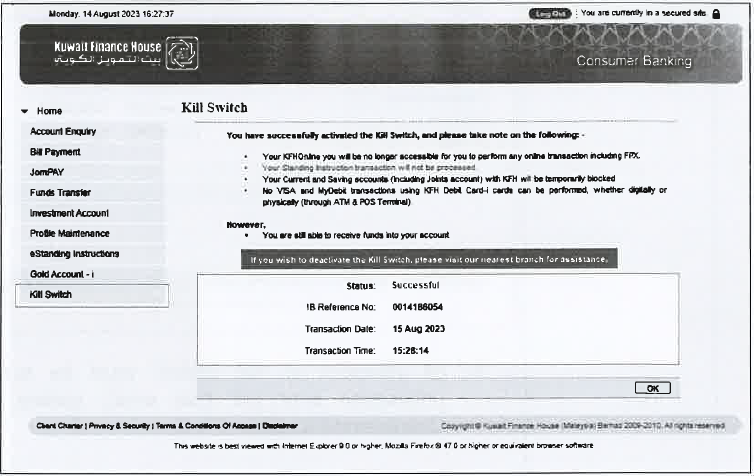 Monday, 14 August 2023 16:27:37
Log Out You are currently in a secured site.
Kuwait Finance House
بيت التمويل الكويتي
Consumer Banking
Home
Account Enquiry
Bill Payment
JomPAY
Funds Transfer
Investment Account
Profile Maintenance
eStanding Instructions
Gold Account - i
Kill Switch
Kill Switch
You have successfully activated the Kill Switch, and please take note on the following: -
• Your KFHOnline you will be no longer accessible for you to perform any online transaction including FPX.
• Your Standing Instruction transaction will not be processed.
• Your Current and Saving accounts (including Joints account) with KFH will be temporarily blocked
• No VISA and MyDebit transactions using KFH Debit Card-i cards can be performed, whether digitally or
physically (through ATM & POS Terminal)
However,
• You are still able to receive funds into your account
If you wish to deactivate the Kill Switch, please visit our nearest branch for assistance.
Status: Successful
IB Reference No: 0014186054
Transaction Date: 15 Aug 2023
Transaction Time: 15:28:14
OK
Client Charter | Privacy & Security | Terms & Conditions Of Access | Disclaimer
Copyright © Kuwait Finance House (Malaysia) Berhad 2009-2010. All rights reserved
This website is best viewed with Internet Explorer 9.0 or higher, Mozilla Firefox ® 47.0 or higher or equivalent browser software